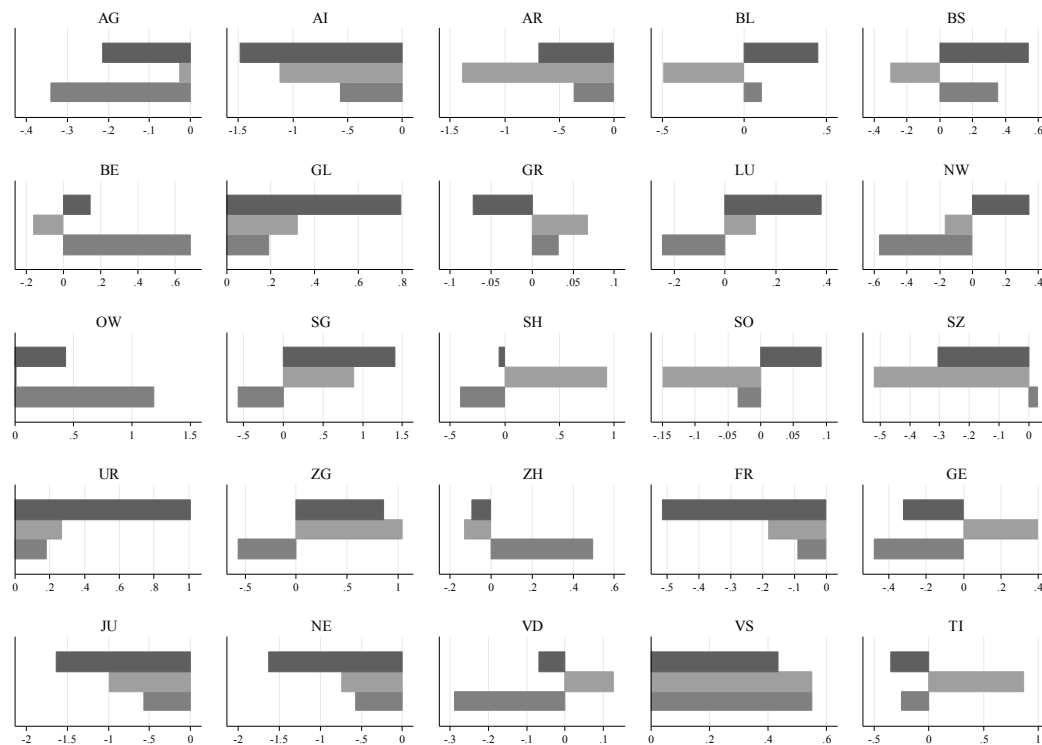 AG AI AR BL BS
-.4 -.3 -.2 -.1 0 -1.5 -1 -.5 0 -1.5 -1 -.5 0 -.5 0 .5 -.4 -.2 0 .2 .4 .6
BE GL GR LU NW
-.2 0 .2 .4 .6 0 .2 .4 .6 .8 -.1 -.05 0 .05 .1 -.4 -.2 0 .2 .4 -.6 -.4 -.2 0 .2 .4
OW SG SH SO SZ
0 .5 1 1.5 -.5 0 .5 1 1.5 -.5 0 .5 1 -.15 -.1 -.05 0 .05 .1 -.5 -.4 -.3 -.2 -.1 0
UR ZG ZH FR GE
0 .2 .4 .6 .8 1 -.5 0 .5 1 -.2 0 .2 .4 .6 -.5 -.4 -.3 -.2 -.1 0 -.4 -.2 0 .2 .4
JU NE VD VS TI
-2 -1.5 -1 -.5 0 -2 -1.5 -1 -.5 0 -.3 -.2 -.1 0 .1 0 .2 .4 .6 -.5 0 .5 1